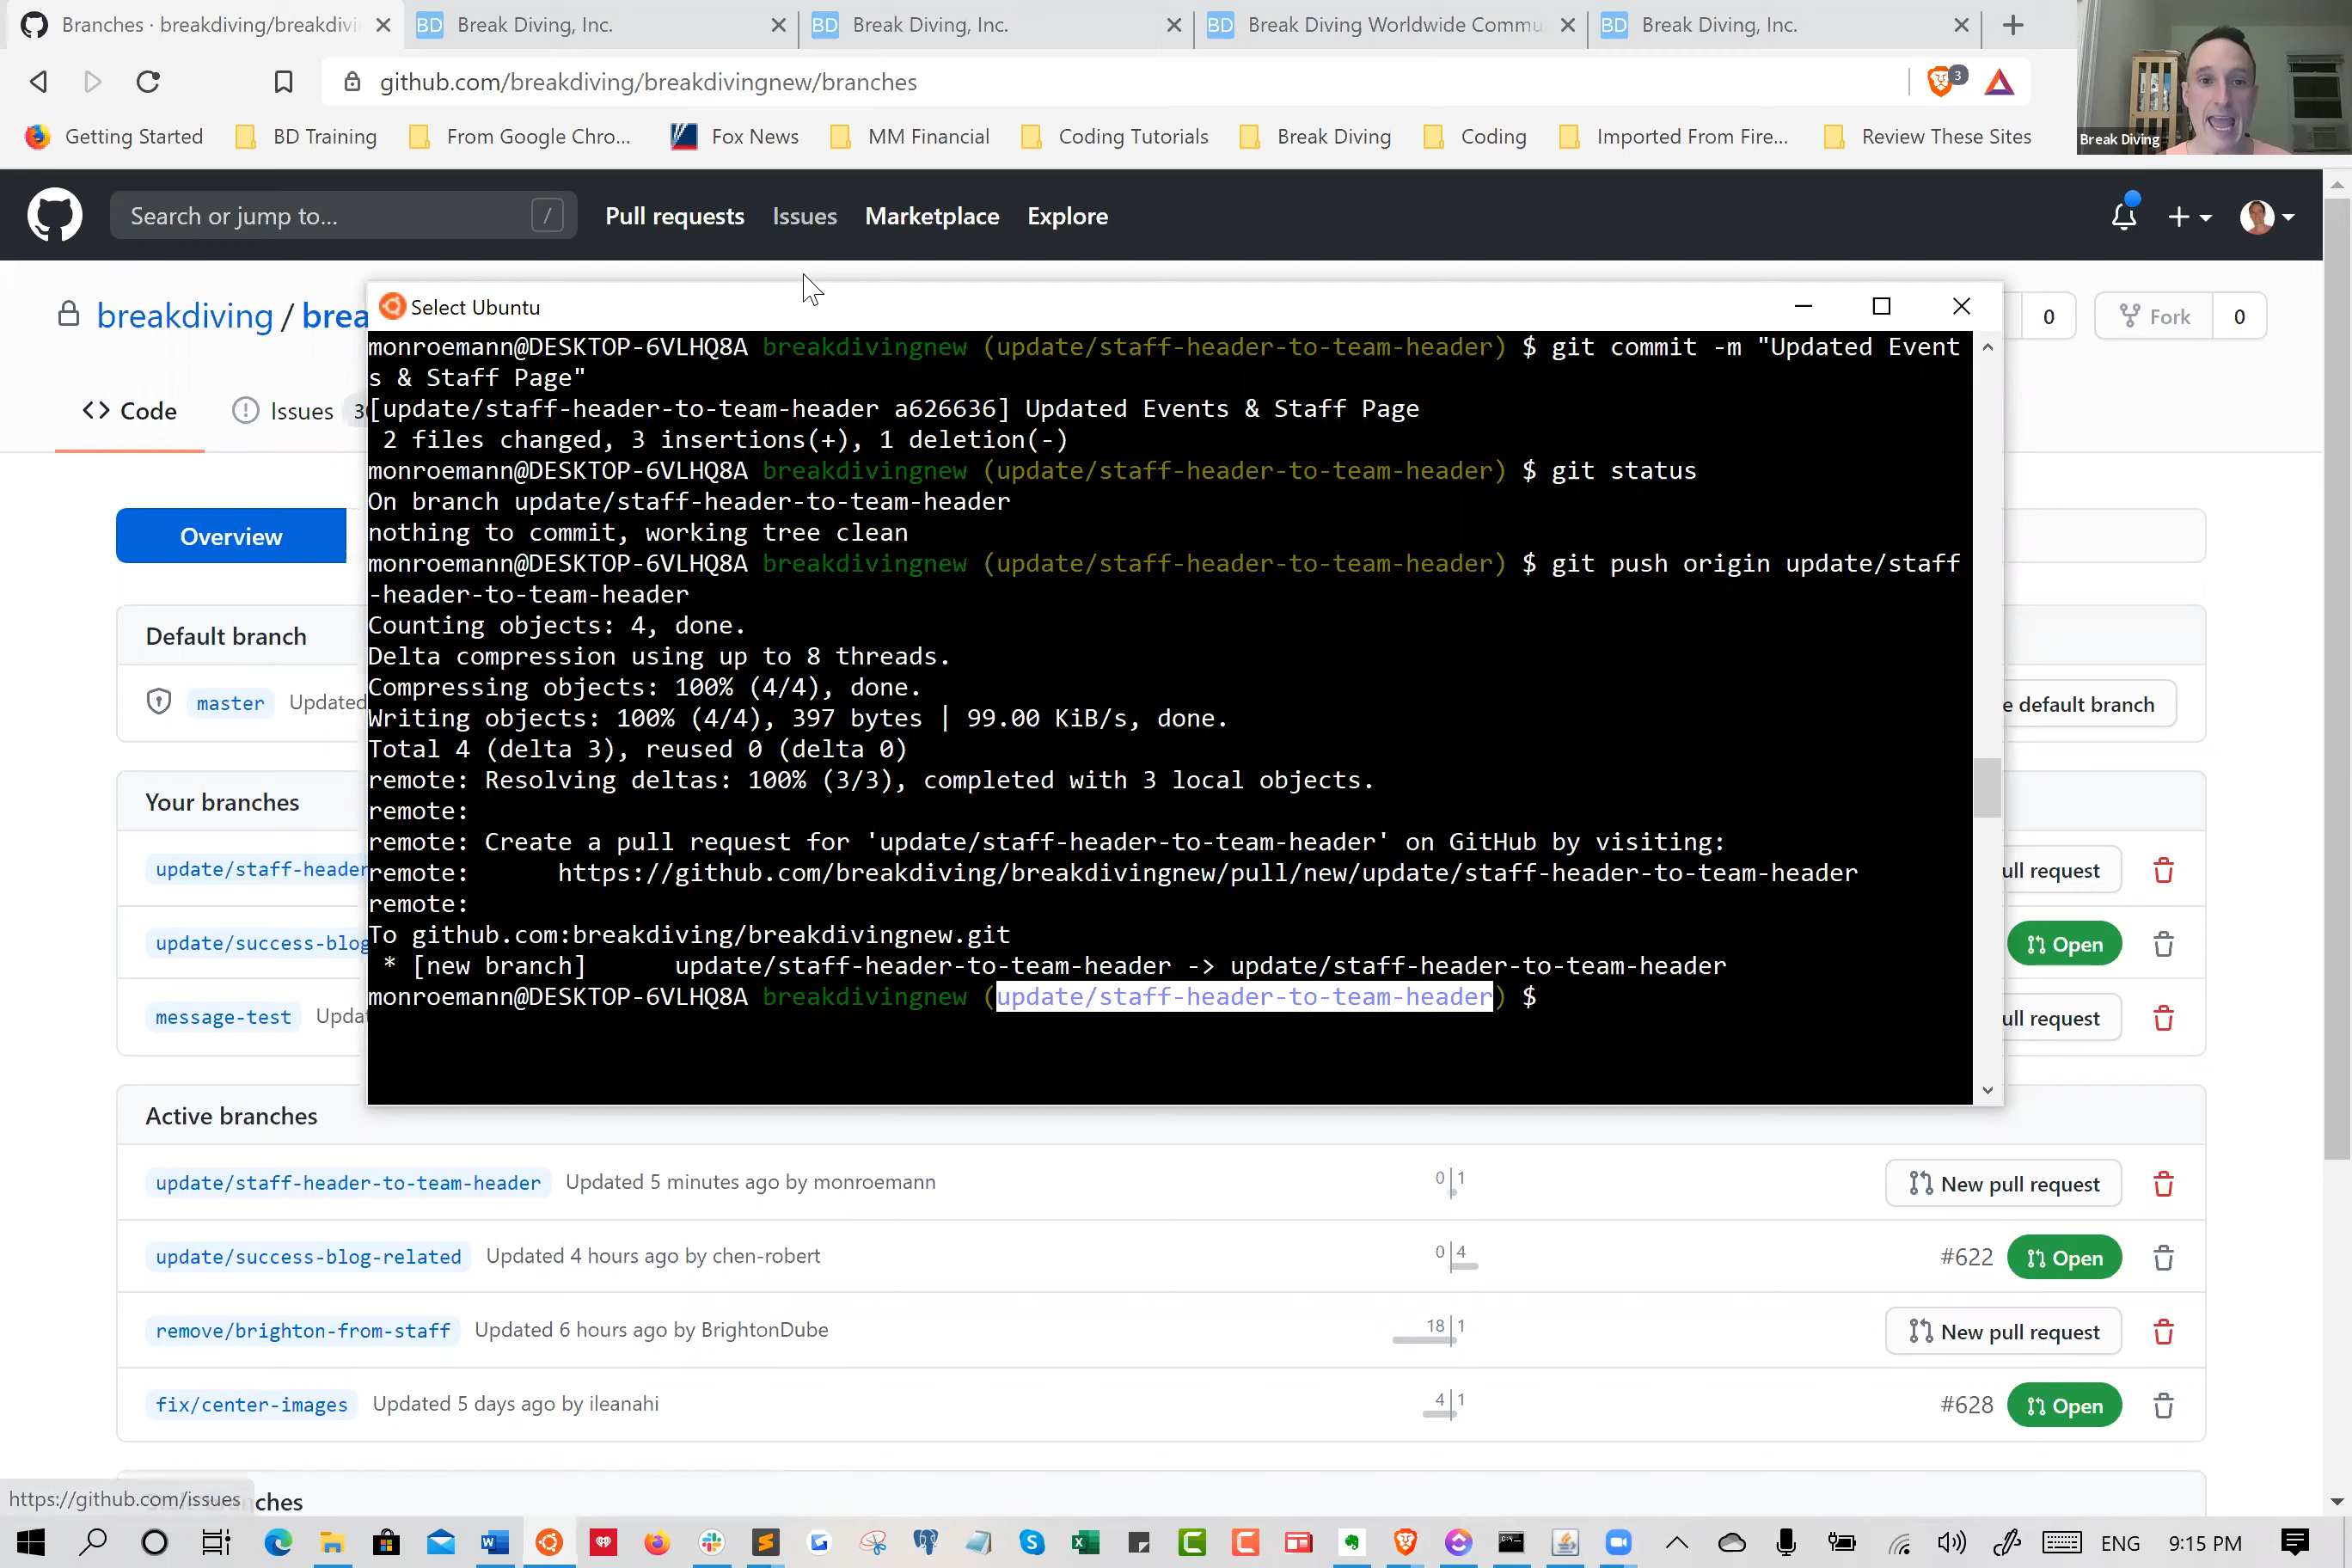 Branches · breakdiving/breakdivi
BD Break Diving, Inc.
BD Break Diving, Inc.
BD Break Diving Worldwide Commu
BD Break Diving, Inc.
github.com/breakdiving/breakdivingnew/branches
3
Getting Started
BD Training
From Google Chro...
Fox News
MM Financial
Coding Tutorials
Break Diving
Coding
Imported From Fire...
Review These Sites
Break Diving
Search or jump to...
/
Pull requests
Issues
Marketplace
Explore
breakdiving / brea
0
Fork
0
Select Ubuntu
Code
Issues
Overview
monroemann@DESKTOP-6VLHQ8A breakdivingnew (update/staff-header-to-team-header) $ git commit -m "Updated Event
s & Staff Page"
[update/staff-header-to-team-header a626636] Updated Events & Staff Page
2 files changed, 3 insertions(+), 1 deletion(-)
monroemann@DESKTOP-6VLHQ8A breakdivingnew (update/staff-header-to-team-header) $ git status
On branch update/staff-header-to-team-header
nothing to commit, working tree clean
monroemann@DESKTOP-6VLHQ8A breakdivingnew (update/staff-header-to-team-header) $ git push origin update/staff
-header-to-team-header
Counting objects: 4, done.
Delta compression using up to 8 threads.
Compressing objects: 100% (4/4), done.
Writing objects: 100% (4/4), 397 bytes | 99.00 KiB/s, done.
Total 4 (delta 3), reused 0 (delta 0)
remote: Resolving deltas: 100% (3/3), completed with 3 local objects.
remote:
remote: Create a pull request for 'update/staff-header-to-team-header' on GitHub by visiting:
remote:      https://github.com/breakdiving/breakdivingnew/pull/new/update/staff-header-to-team-header
remote:
To github.com:breakdiving/breakdivingnew.git
* [new branch]      update/staff-header-to-team-header -> update/staff-header-to-team-header
monroemann@DESKTOP-6VLHQ8A breakdivingnew (update/staff-header-to-team-header) $
Default branch
master Updated
e default branch
Your branches
update/staff-header
ull request
update/success-blog
Open
message-test Updat
ull request
Active branches
update/staff-header-to-team-header Updated 5 minutes ago by monroemann 0 | 1 New pull request
update/success-blog-related Updated 4 hours ago by chen-robert 0 | 4 #622 Open
remove/brighton-from-staff Updated 6 hours ago by BrightonDube 18 | 1 New pull request
fix/center-images Updated 5 days ago by ileanahi 4 | 1 #628 Open
https://github.com/issues
ches
ENG
9:15 PM